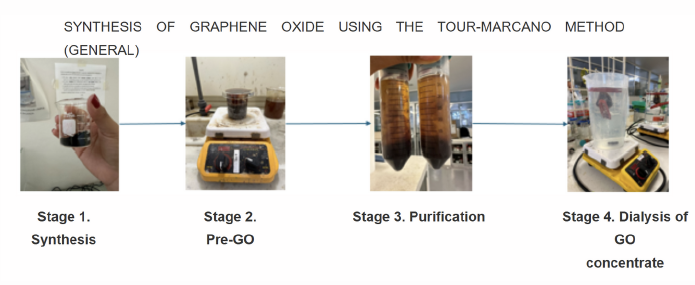 SYNTHESIS OF GRAPHENE OXIDE USING THE TOUR-MARCANO METHOD
(GENERAL)
Stage 1.
Synthesis
Stage 2.
Pre-GO
Stage 3. Purification
Stage 4. Dialysis of
GO
concentrate